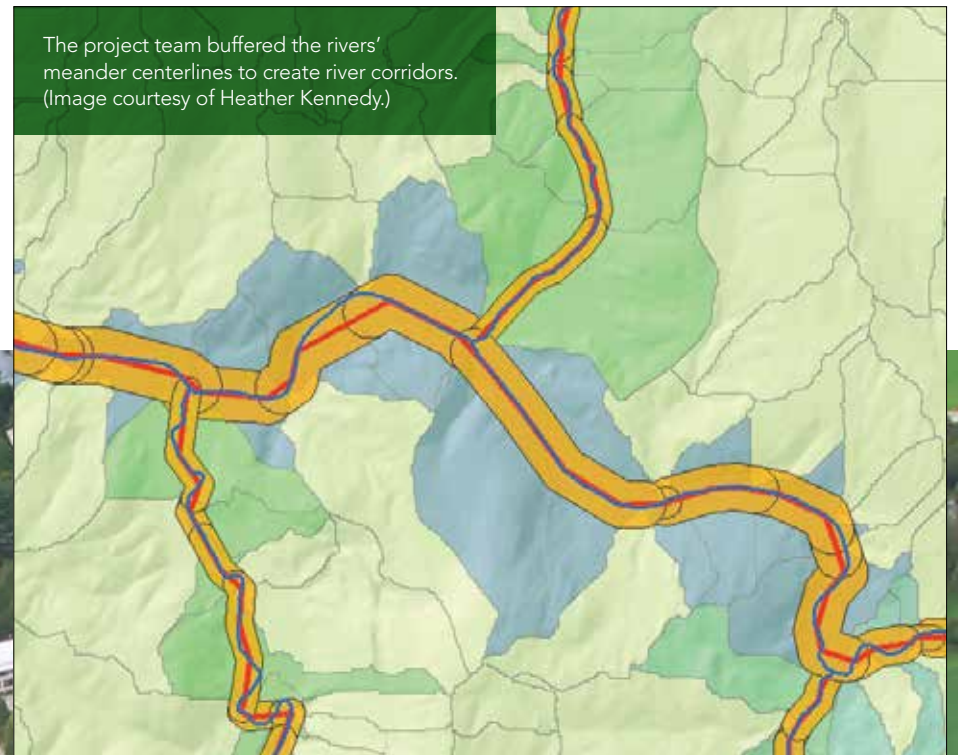 The project team buffered the rivers’
meander centerlines to create river corridors.
(Image courtesy of Heather Kennedy.)